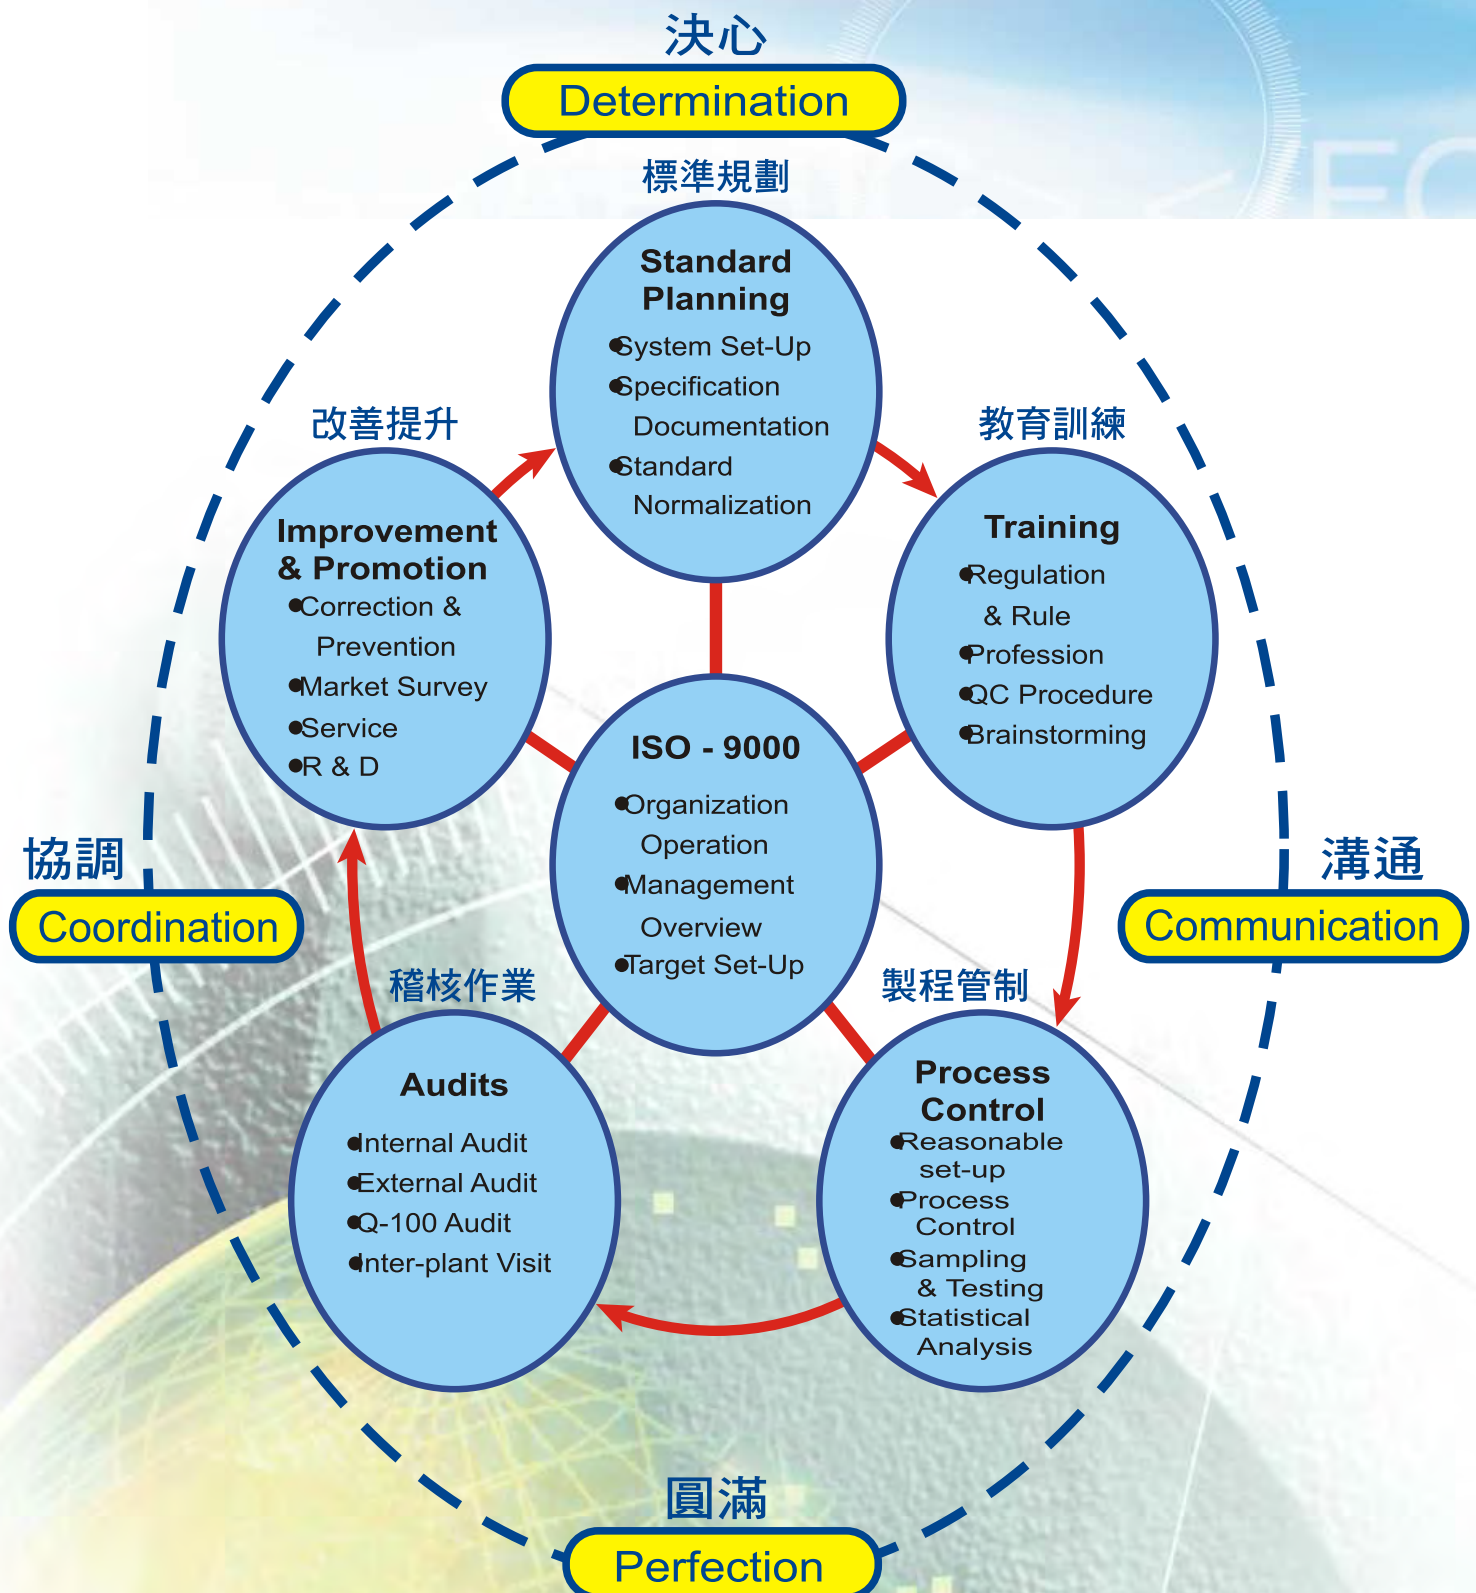 決心
Determination
標準規劃
Standard
Planning
●System Set-Up
●Specification
Documentation
●Standard
Normalization
改善提升
Improvement
& Promotion
●Correction &
Prevention
●Market Survey
●Service
●R & D
教育訓練
Training
●Regulation
& Rule
●Profession
●QC Procedure
●Brainstorming
ISO - 9000
●Organization
Operation
●Management
Overview
●Target Set-Up
協調
Coordination
溝通
Communication
稽核作業
Audits
●Internal Audit
●External Audit
●Q-100 Audit
●Inter-plant Visit
製程管制
Process
Control
●Reasonable
set-up
●Process
Control
●Sampling
& Testing
●Statistical
Analysis
圓滿
Perfection